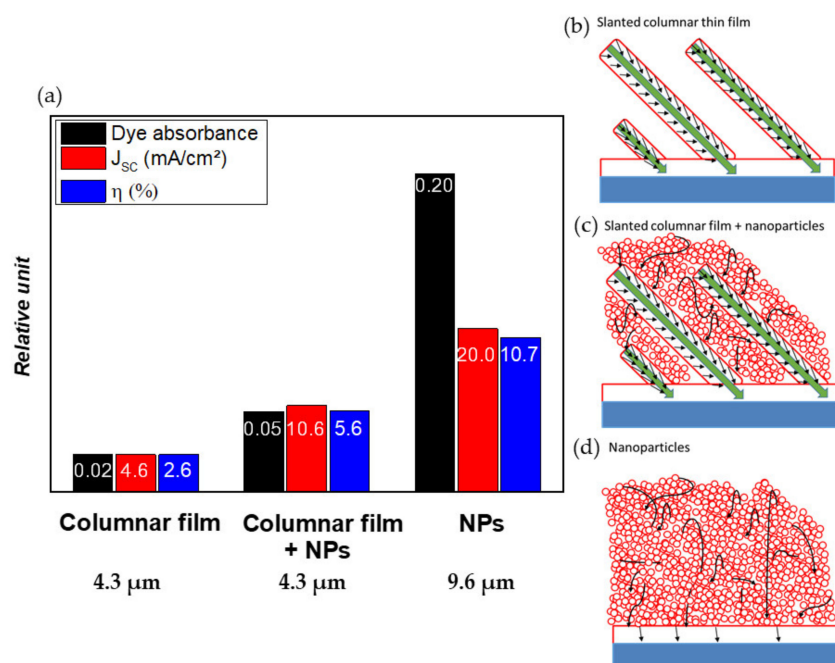 (a)
Dye absorbance
J_SC (mA/cm²)
η (%)
Relative unit
0.02 4.6 2.6
0.05 10.6 5.6
0.20 20.0 10.7
Columnar film
4.3 μm
Columnar film
+ NPs
4.3 μm
NPs
9.6 μm
(b) Slanted columnar thin film
(c) Slanted columnar film + nanoparticles
(d) Nanoparticles